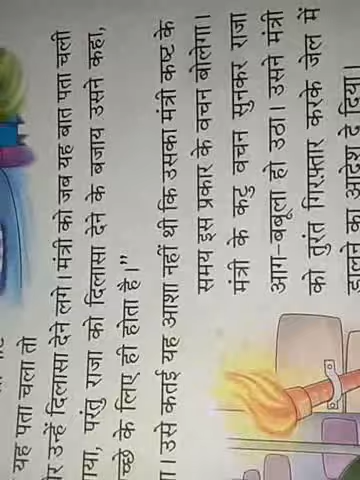 यह पता चला तो
उन्हें दिलासा देने लगे। मंत्री को जब यह बात पता चली
परंतु राजा को दिलासा देने के बजाय उसने कहा,
के लिए ही होता है।”
उसे कतई यह आशा नहीं थी कि उसका मंत्री कष्ट के
समय इस प्रकार के वचन बोलेगा।
मंत्री के कटु वचन सुनकर राजा
आग-बबूला हो उठा। उसने मंत्री
को तुरंत गिरफ़्तार करके जेल में
डालने का आदेश दे दिया।